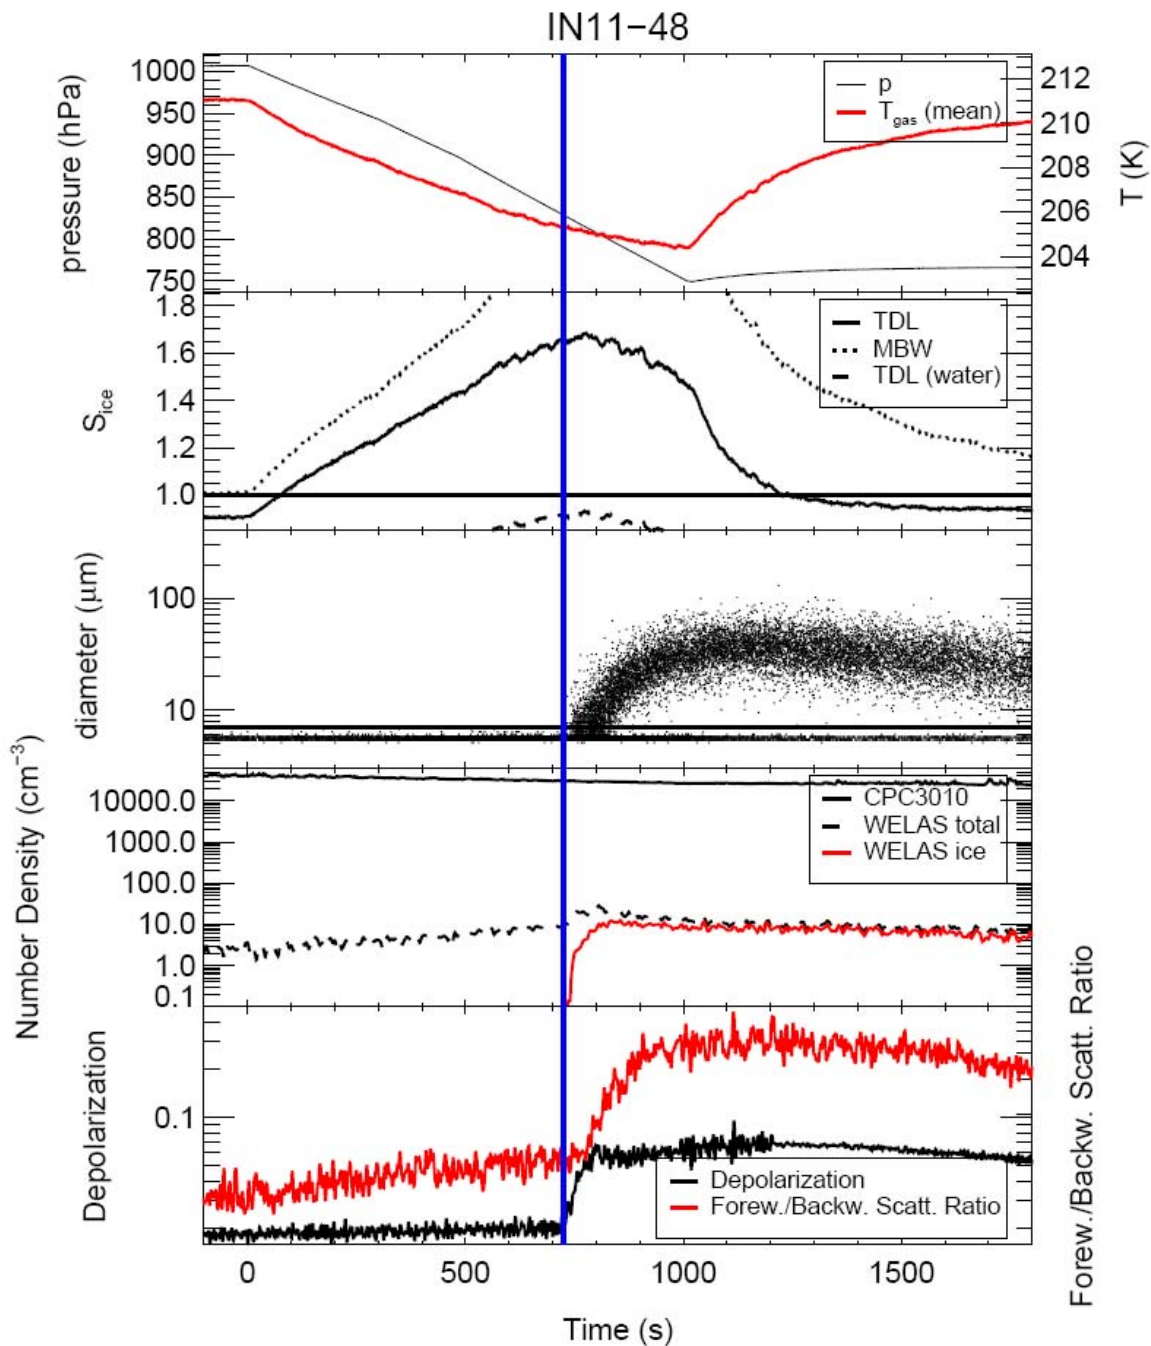 IN11−48
pressure (hPa)
1000
950
900
850
800
750
p
T_gas (mean)
212
210
208
206
204
T (K)
S_ice
1.8
1.6
1.4
1.2
1.0
TDL
MBW
TDL (water)
diameter (μm)
100
10
Number Density (cm⁻³)
10000.0
1000.0
100.0
10.0
1.0
0.1
CPC3010
WELAS total
WELAS ice
Depolarization
0.1
Depolarization
Forew./Backw. Scatt. Ratio
Forew./Backw. Scatt. Ratio
0
500
1000
1500
Time (s)